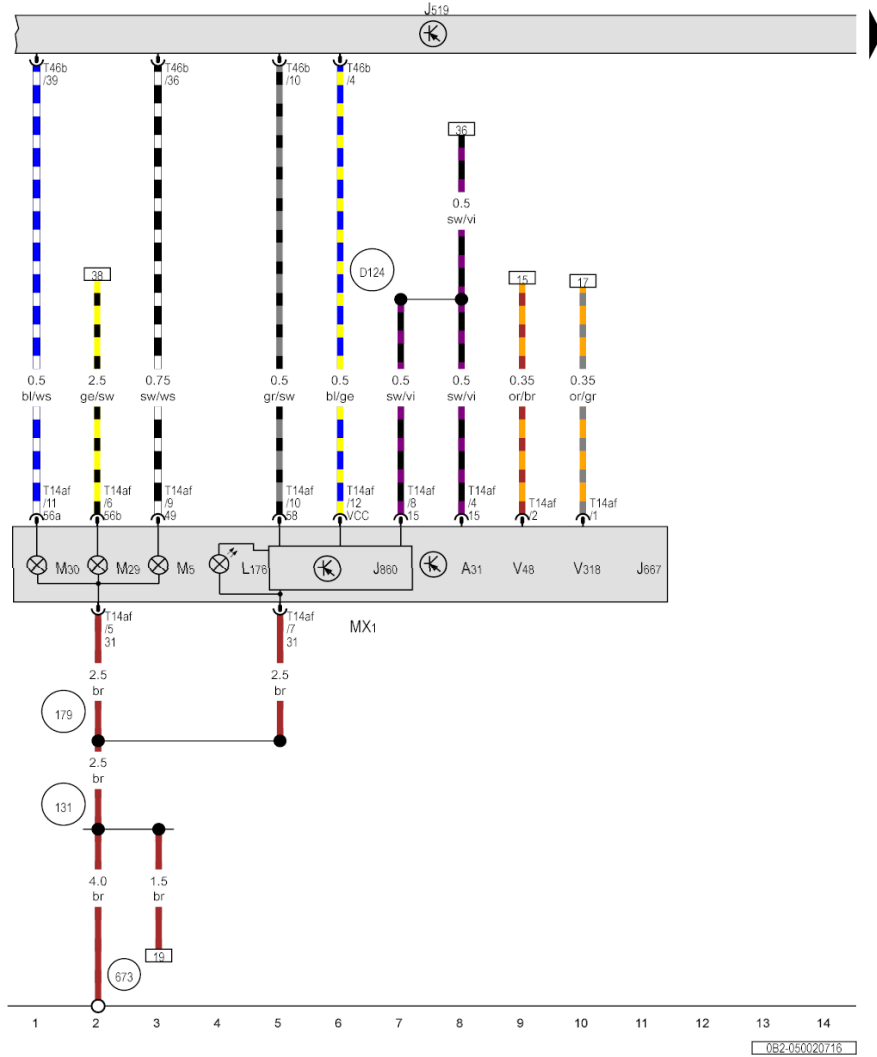 J519
T46b
/39
T46b
/36
T46b
/10
T46b
/4
36
0.5
sw/vi
D124
38
15
17
0.5
bl/ws
2.5
ge/sw
0.75
sw/ws
0.5
gr/sw
0.5
bl/ge
0.5
sw/vi
0.5
sw/vi
0.35
or/br
0.35
or/gr
T14af
/11
56a
T14af
/6
56b
T14af
/9
49
T14af
/10
58
T14af
/12
VCC
T14af
/8
15
T14af
/4
15
T14af
/2
T14af
/1
M30
M29
M5
L176
J860
A31
V48
V318
J667
T14af
/5
31
T14af
/7
31
MX1
2.5
br
2.5
br
179
2.5
br
131
4.0
br
1.5
br
19
673
1 2 3 4 5 6 7 8 9 10 11 12 13 14
0B2-050020716